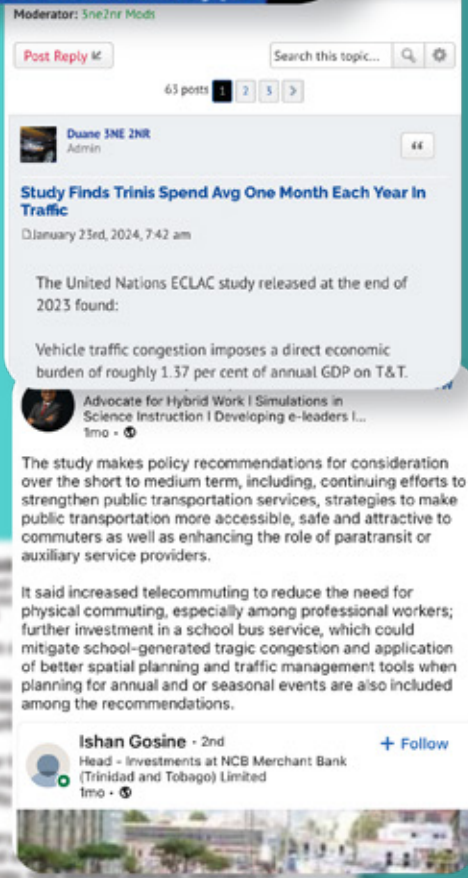 Moderator: 3ne2nr Mods
Post Reply
Search this topic...
63 posts 1 2 3
Duane 3NE 2NR
Admin
Study Finds Trinis Spend Avg One Month Each Year In
Traffic
January 23rd, 2024, 7:42 am
The United Nations ECLAC study released at the end of
2023 found:
Vehicle traffic congestion imposes a direct economic
burden of roughly 1.37 per cent of annual GDP on T&T.
Advocate for Hybrid Work I Simulations in
Science Instruction I Developing e-leaders I...
1mo •
The study makes policy recommendations for consideration
over the short to medium term, including, continuing efforts to
strengthen public transportation services, strategies to make
public transportation more accessible, safe and attractive to
commuters as well as enhancing the role of paratransit or
auxiliary service providers.
It said increased telecommuting to reduce the need for
physical commuting, especially among professional workers;
further investment in a school bus service, which could
mitigate school-generated tragic congestion and application
of better spatial planning and traffic management tools when
planning for annual and or seasonal events are also included
among the recommendations.
Ishan Gosine • 2nd
+ Follow
Head - Investments at NCB Merchant Bank
(Trinidad and Tobago) Limited
1mo •